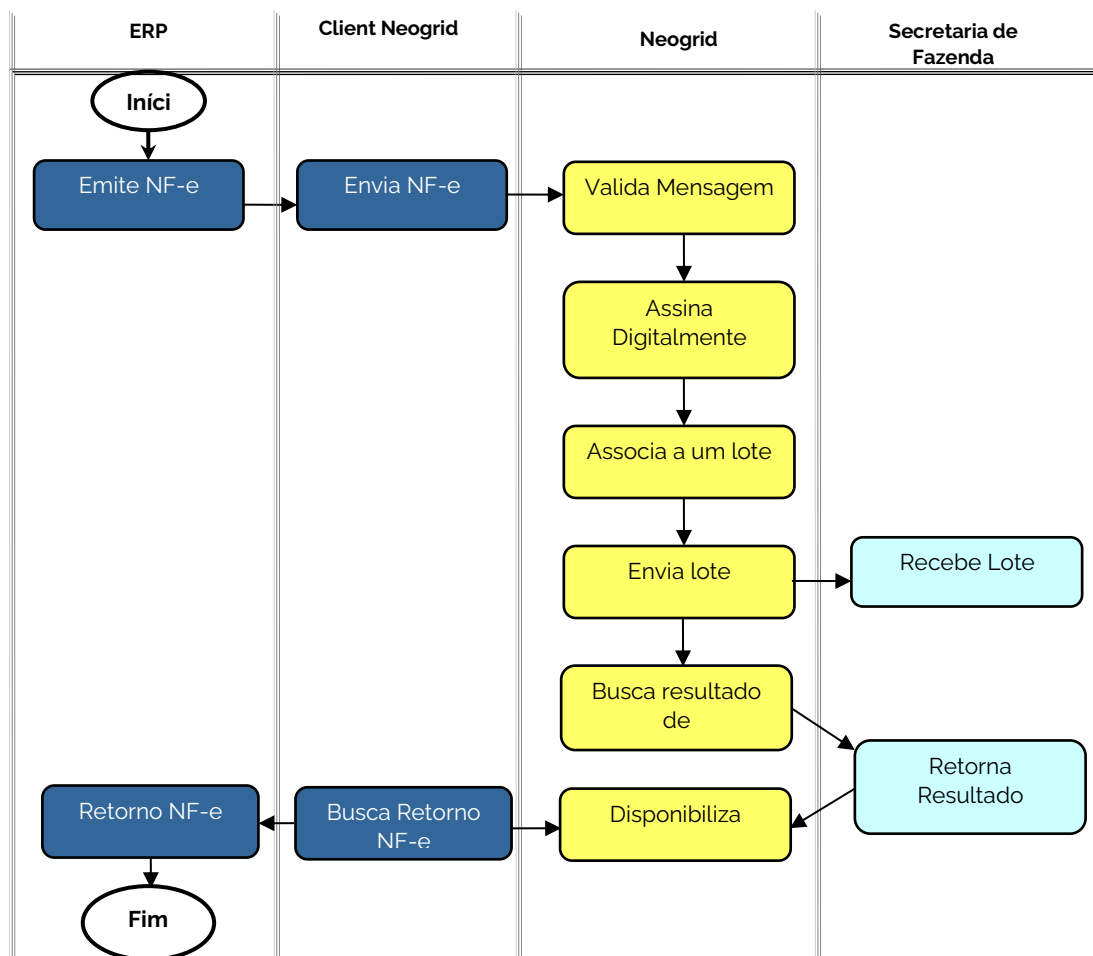 ERP
Client Neogrid
Neogrid
Secretaria de
Fazenda
Iníci
Emite NF-e
Envia NF-e
Valida Mensagem
Assina
Digitalmente
Associa a um lote
Envia lote
Recebe Lote
Busca resultado
de
Retorna
Resultado
Retorno NF-e
Busca Retorno
NF-e
Disponibiliza
Fim